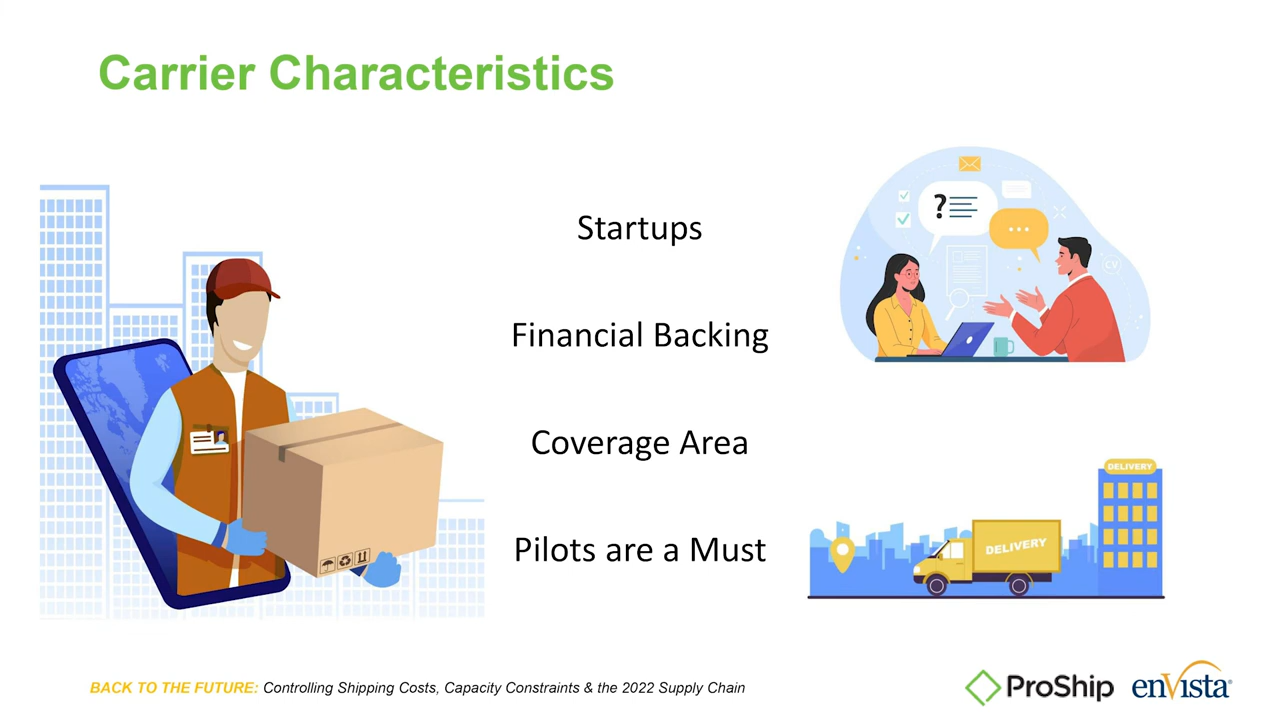 Carrier Characteristics
Startups
Financial Backing
Coverage Area
Pilots are a Must
?
CV
DELIVERY
DELIVERY
BACK TO THE FUTURE: Controlling Shipping Costs, Capacity Constraints & the 2022 Supply Chain
ProShip
enVista®